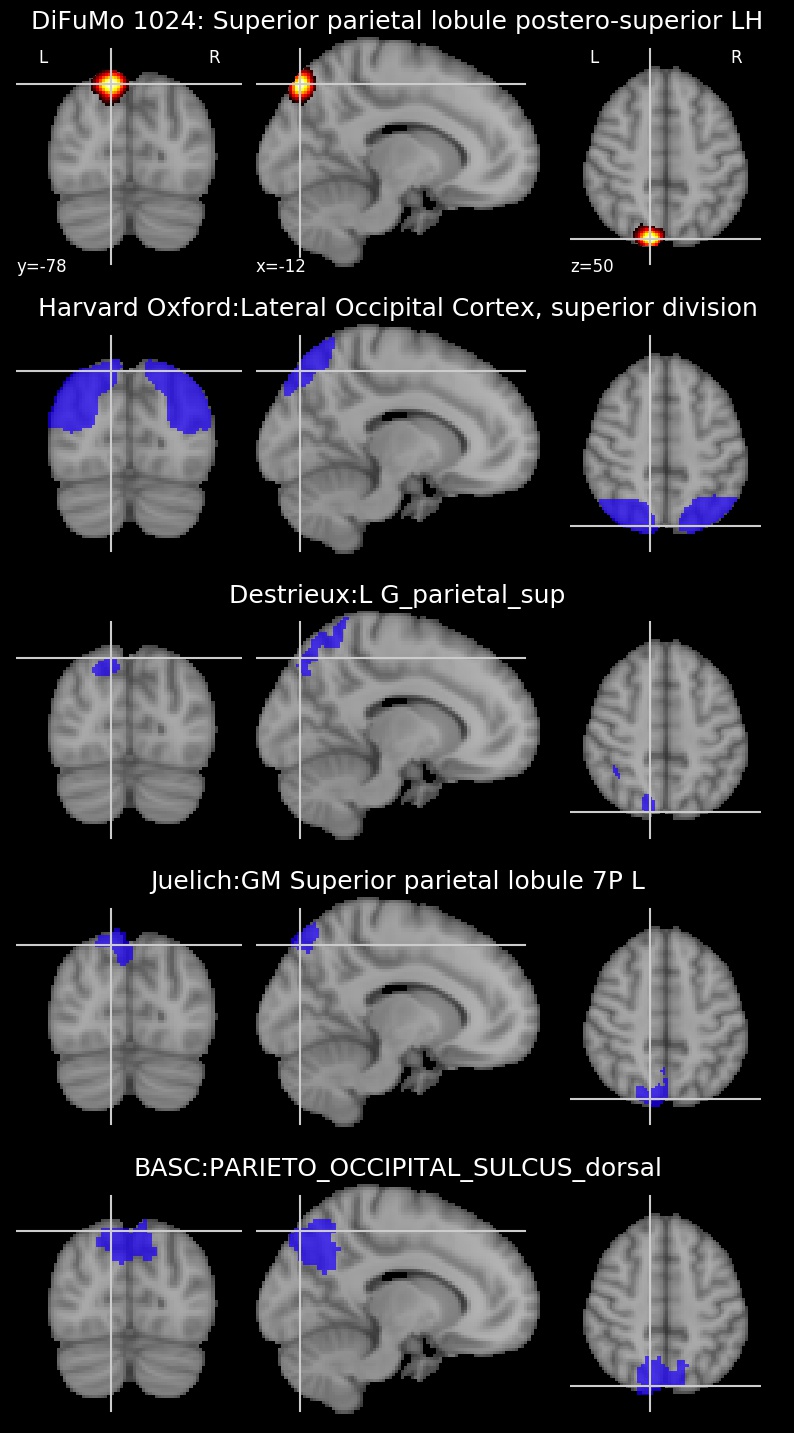 DiFuMo 1024: Superior parietal lobule postero-superior LH
L R L R
y=-78 x=-12 z=50
Harvard Oxford:Lateral Occipital Cortex, superior division
Destrieux:L G_parietal_sup
Juelich:GM Superior parietal lobule 7P L
BASC:PARIETO_OCCIPITAL_SULCUS_dorsal